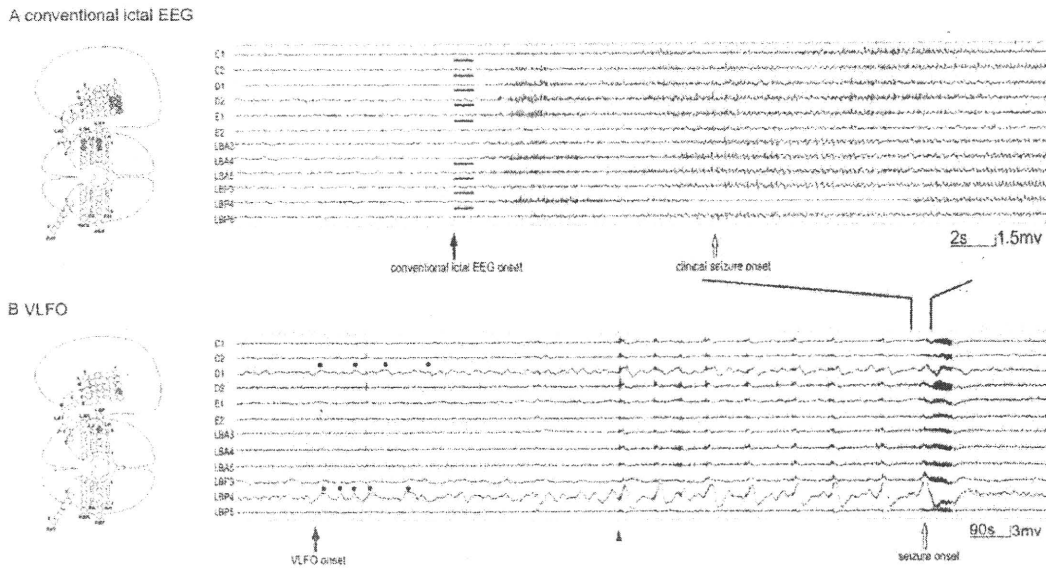 A conventional ictal EEG
C1
C2
D1
D2
E1
E2
LBA3
LBA4
LBA5
LBP3
LBP4
LBP5
2s 1.5mv
conventional ictal EEG onset
clinical seizure onset
B VLFO
C1
C2
D1
D2
E1
E2
LBA3
LBA4
LBA5
LBP3
LBP4
LBP5
90s 3mv
VLFO onset
seizure onset